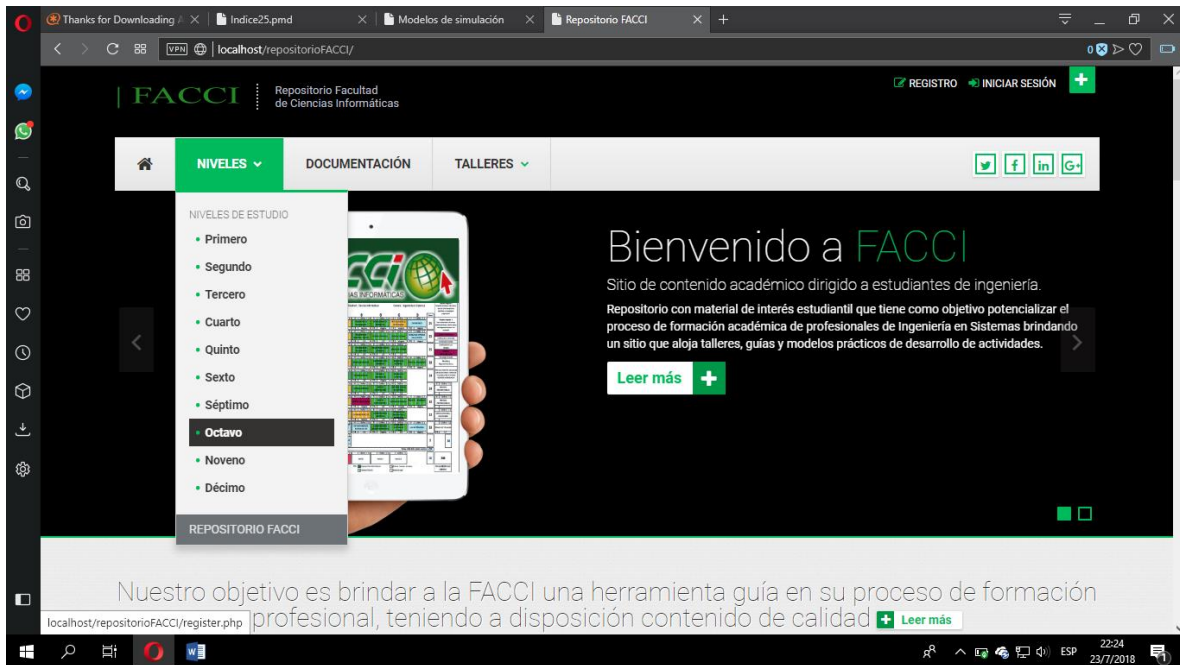 Thanks for Downloading A
Indice25.pmd
Modelos de simulación
Repositorio FACCI
VPN
localhost/repositorioFACCI/
0
| FACCI
Repositorio Facultad
de Ciencias Informáticas
REGISTRO
INICIAR SESIÓN
NIVELES
DOCUMENTACIÓN
TALLERES
G+
NIVELES DE ESTUDIO
• Primero
• Segundo
• Tercero
• Cuarto
• Quinto
• Sexto
• Séptimo
• Octavo
• Noveno
• Décimo
REPOSITORIO FACCI
Bienvenido a FACCI
Sitio de contenido académico dirigido a estudiantes de ingeniería.
Repositorio con material de interés estudiantil que tiene como objetivo potencializar el
proceso de formación académica de profesionales de Ingeniería en Sistemas brindando
un sitio que aloja talleres, guías y modelos prácticos de desarrollo de actividades.
Leer más
Nuestro objetivo es brindar a la FACCI una herramienta guía en su proceso de formación
profesional, teniendo a disposición contenido de calidad
Leer más
localhost/repositorioFACCI/register.php
ESP
22:24
23/7/2018